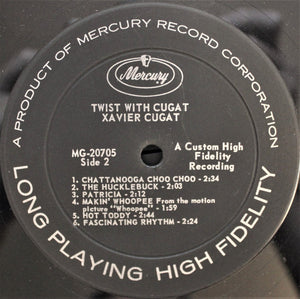 A PRODUCT OF MERCURY RECORD CORPORATION
Mercury
TWIST WITH CUGAT
XAVIER CUGAT
MG-20705
Side 2
A Custom High
Fidelity
Recording
1. CHATTANOOGA CHOO CHOO - 2:34
2. THE HUCKLEBUCK - 2:03
3. PATRICIA - 2:12
4. MAKIN' WHOOPEE From the motion
picture "Whoopee" - 1:59
5. HOT TODDY - 2:44
6. FASCINATING RHYTHM - 2:24
LONG PLAYING HIGH FIDELITY